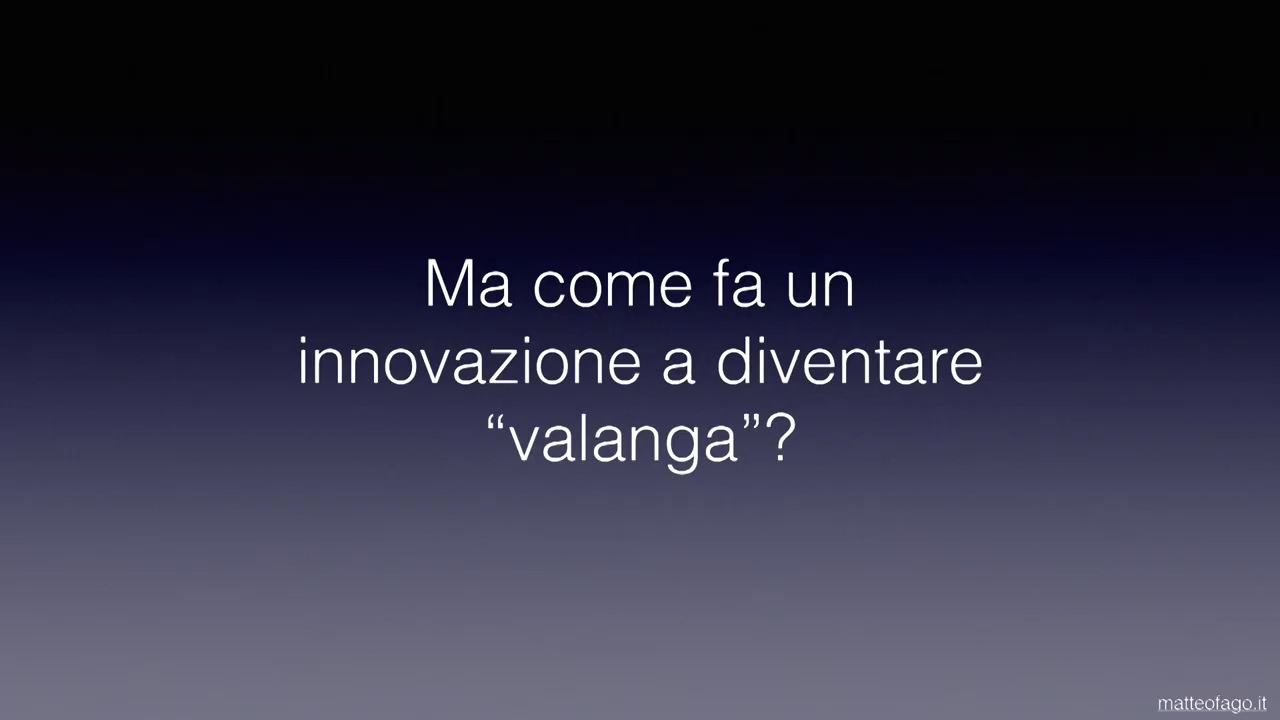 Ma come fa un
innovazione a diventare
“valanga”?
matteofago.it